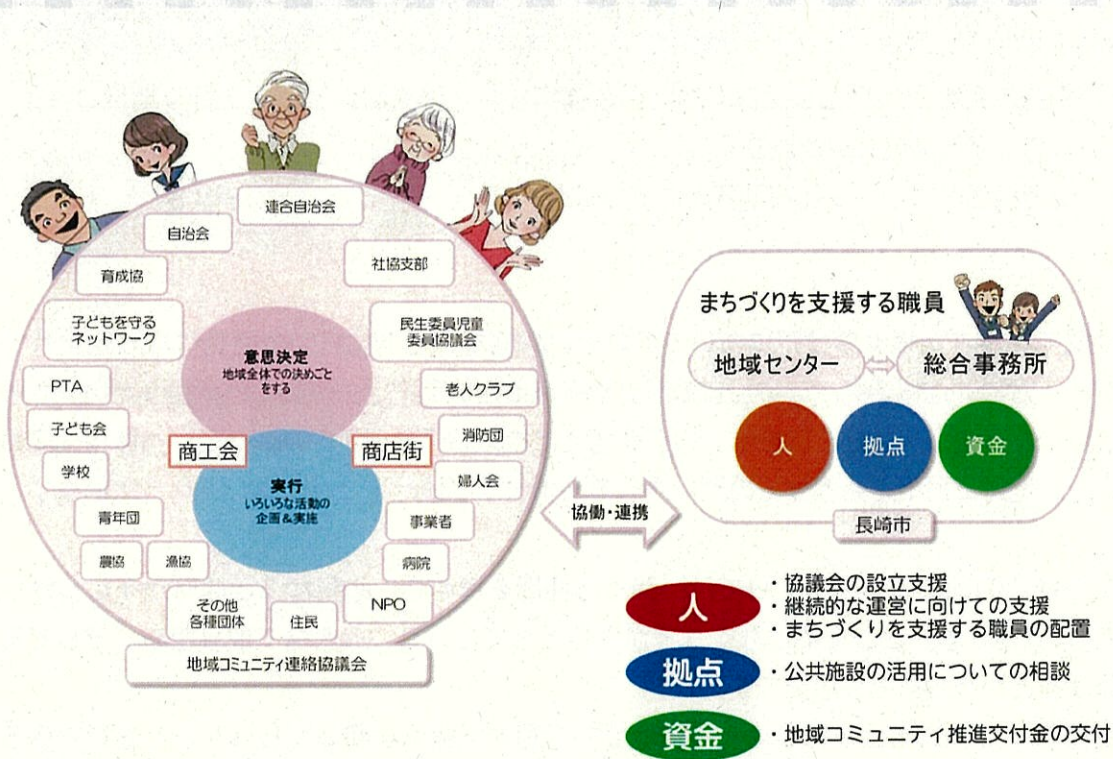 連合自治会
自治会
社協支部
育成協
子どもを守る
ネットワーク
民生委員児童
委員協議会
意思決定
地域全体での決めごと
をする
PTA
老人クラブ
子ども会
消防団
商工会
商店街
学校
婦人会
実行
いろいろな活動の
企画&実施
青年団
事業者
農協
漁協
病院
その他
各種団体
住民
NPO
地域コミュニティ連絡協議会
協働・連携
まちづくりを支援する職員
地域センター
総合事務所
人
拠点
資金
長崎市
人
・協議会の設立支援
・継続的な運営に向けての支援
・まちづくりを支援する職員の配置
拠点
・公共施設の活用についての相談
資金
・地域コミュニティ推進交付金の交付